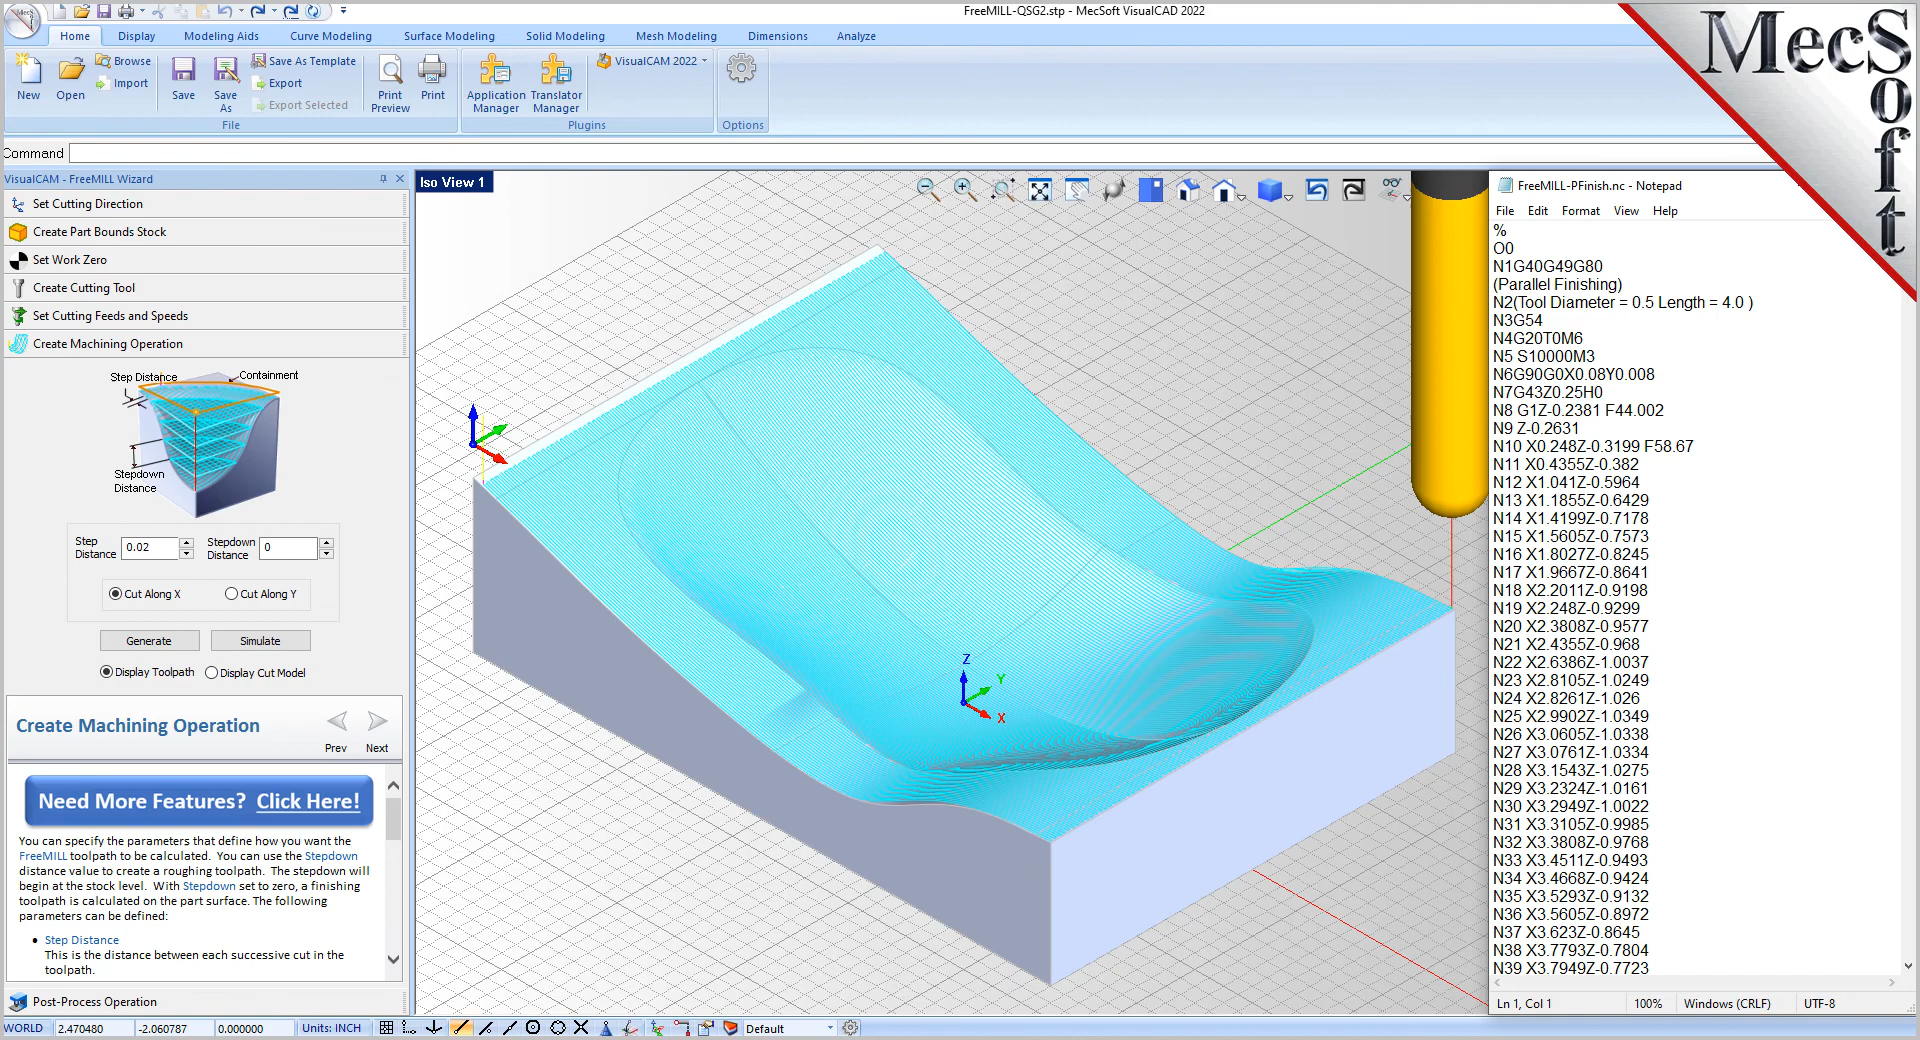 FreeMILL-QSG2.stp - MecSoft VisualCAD 2022
Home Display Modeling Aids Curve Modeling Surface Modeling Solid Modeling Mesh Modeling Dimensions Analyze
New
Open
Browse
Import
Save
Save As
Save As Template
Export
Export Selected
Print Preview
Print
Application Manager
Translator Manager
VisualCAM 2022
File
Plugins
Options
MecSoft
Command
VisualCAM - FreeMILL Wizard
Set Cutting Direction
Create Part Bounds Stock
Set Work Zero
Create Cutting Tool
Set Cutting Feeds and Speeds
Create Machining Operation
Step Distance
Containment
Stepdown
Distance
Step
Distance
0.02
Stepdown
Distance
0
Cut Along X
Cut Along Y
Generate
Simulate
Display Toolpath
Display Cut Model
Create Machining Operation
Prev
Next
Need More Features? Click Here!
You can specify the parameters that define how you want the
FreeMILL toolpath to be calculated. You can use the Stepdown
distance value to create a roughing toolpath. The stepdown will
begin at the stock level. With Stepdown set to zero, a finishing
toolpath is calculated on the part surface. The following
parameters can be defined:
• Step Distance
This is the distance between each successive cut in the
toolpath.
Post-Process Operation
Iso View 1
Z
Y
X
FreeMILL-PFinish.nc - Notepad
File Edit Format View Help
%
O0
N1G40G49G80
(Parallel Finishing)
N2(Tool Diameter = 0.5 Length = 4.0 )
N3G54
N4G20T0M6
N5 S10000M3
N6G90G0X0.08Y0.008
N7G43Z0.25H0
N8 G1Z-0.2381 F44.002
N9 Z-0.2631
N10 X0.248Z-0.3199 F58.67
N11 X0.4355Z-0.382
N12 X1.041Z-0.5964
N13 X1.1855Z-0.6429
N14 X1.4199Z-0.7178
N15 X1.5605Z-0.7573
N16 X1.8027Z-0.8245
N17 X1.9667Z-0.8641
N18 X2.2011Z-0.9198
N19 X2.248Z-0.9299
N20 X2.3808Z-0.9577
N21 X2.4355Z-0.968
N22 X2.6386Z-1.0037
N23 X2.8105Z-1.0249
N24 X2.8261Z-1.026
N25 X2.9902Z-1.0349
N26 X3.0605Z-1.0338
N27 X3.0761Z-1.0334
N28 X3.1543Z-1.0275
N29 X3.2324Z-1.0161
N30 X3.2949Z-1.0022
N31 X3.3105Z-0.9985
N32 X3.3808Z-0.9768
N33 X3.4511Z-0.9493
N34 X3.4668Z-0.9424
N35 X3.5293Z-0.9132
N36 X3.5605Z-0.8972
N37 X3.623Z-0.8645
N38 X3.7793Z-0.7804
N39 X3.7949Z-0.7723
Ln 1, Col 1 100% Windows (CRLF) UTF-8
WORLD 2.470480 -2.060787 0.000000 Units: INCH Default